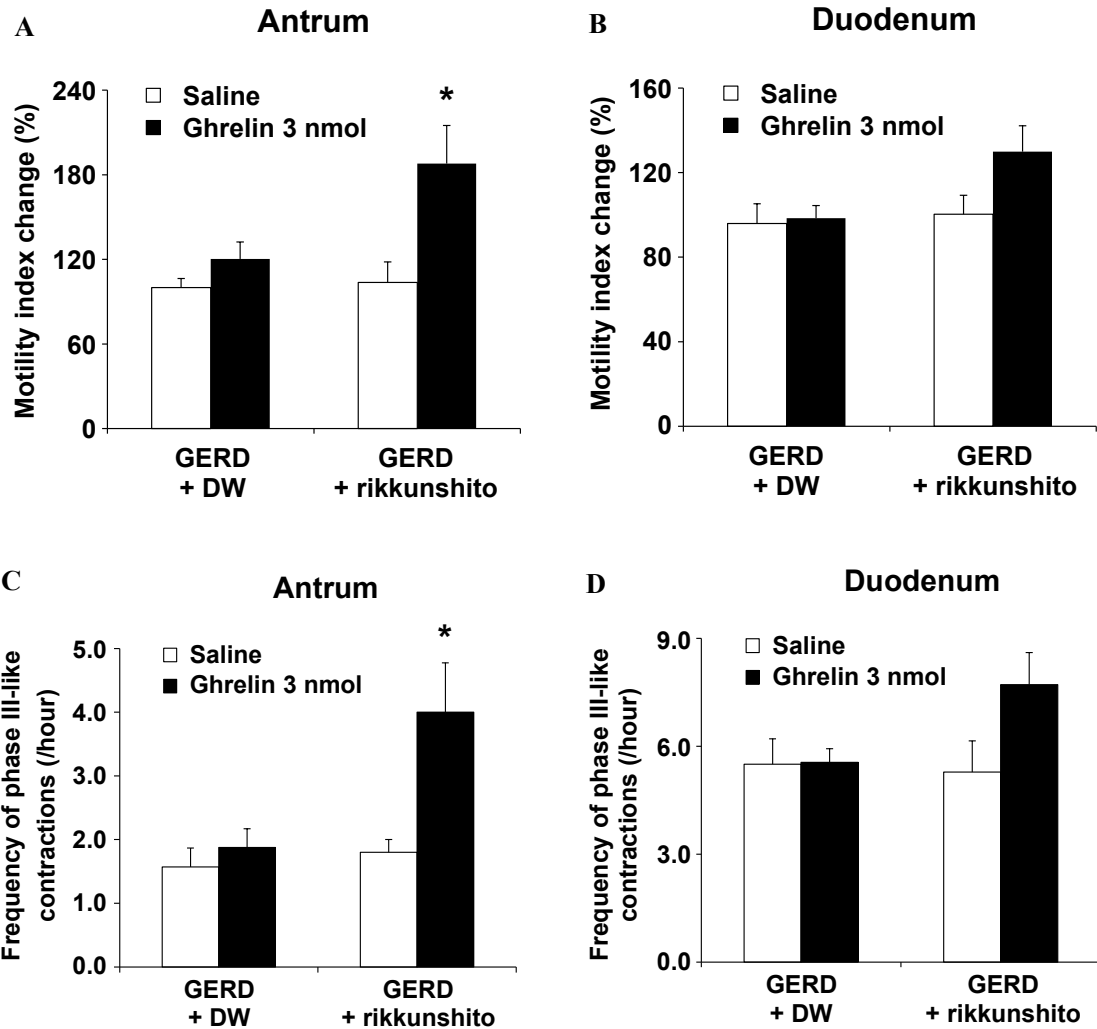 A
Antrum
Motility index change (%)
240
180
120
60
0
Saline
Ghrelin 3 nmol
*
GERD
+ DW
GERD
+ rikkunshito
B
Duodenum
Motility index change (%)
160
120
80
40
0
Saline
Ghrelin 3 nmol
GERD
+ DW
GERD
+ rikkunshito
C
Antrum
Frequency of phase III-like
contractions (/hour)
5.0
4.0
3.0
2.0
1.0
0.0
Saline
Ghrelin 3 nmol
*
GERD
+ DW
GERD
+ rikkunshito
D
Duodenum
Frequency of phase III-like
contractions (/hour)
9.0
6.0
3.0
0.0
Saline
Ghrelin 3 nmol
GERD
+ DW
GERD
+ rikkunshito